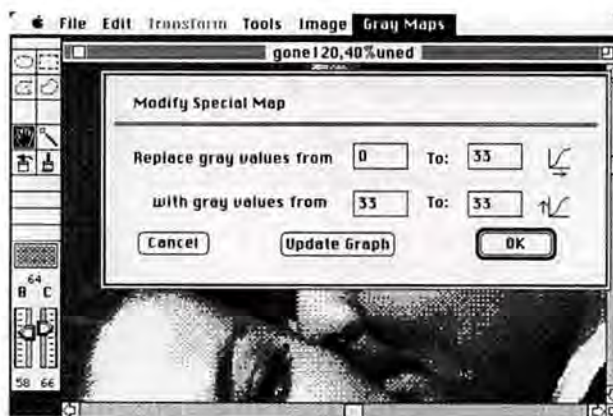 File Edit Transform Tools Image Gray Maps
gone120,40%uned
Modify Special Map
Replace gray values from 0 To: 33
with gray values from 33 To: 33
Cancel Update Graph OK
64
B C
58 66